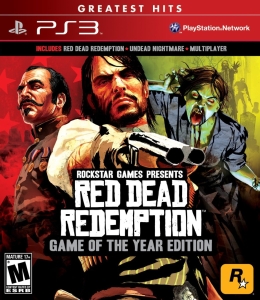 GREATEST HITS
PS3
PlayStation Network
INCLUDES RED DEAD REDEMPTION • UNDEAD NIGHTMARE • MULTIPLAYER
ROCKSTAR GAMES PRESENTS
RED DEAD
REDEMPTION
GAME OF THE YEAR EDITION
MATURE 17+
M
ESRB
R